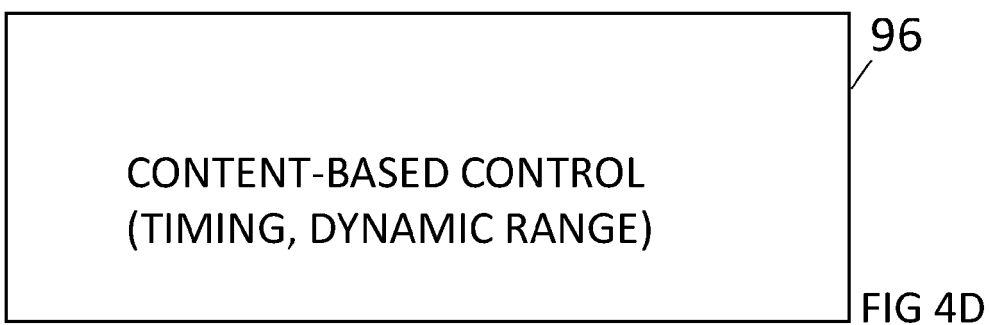 96
CONTENT-BASED CONTROL
(TIMING, DYNAMIC RANGE)
FIG 4D